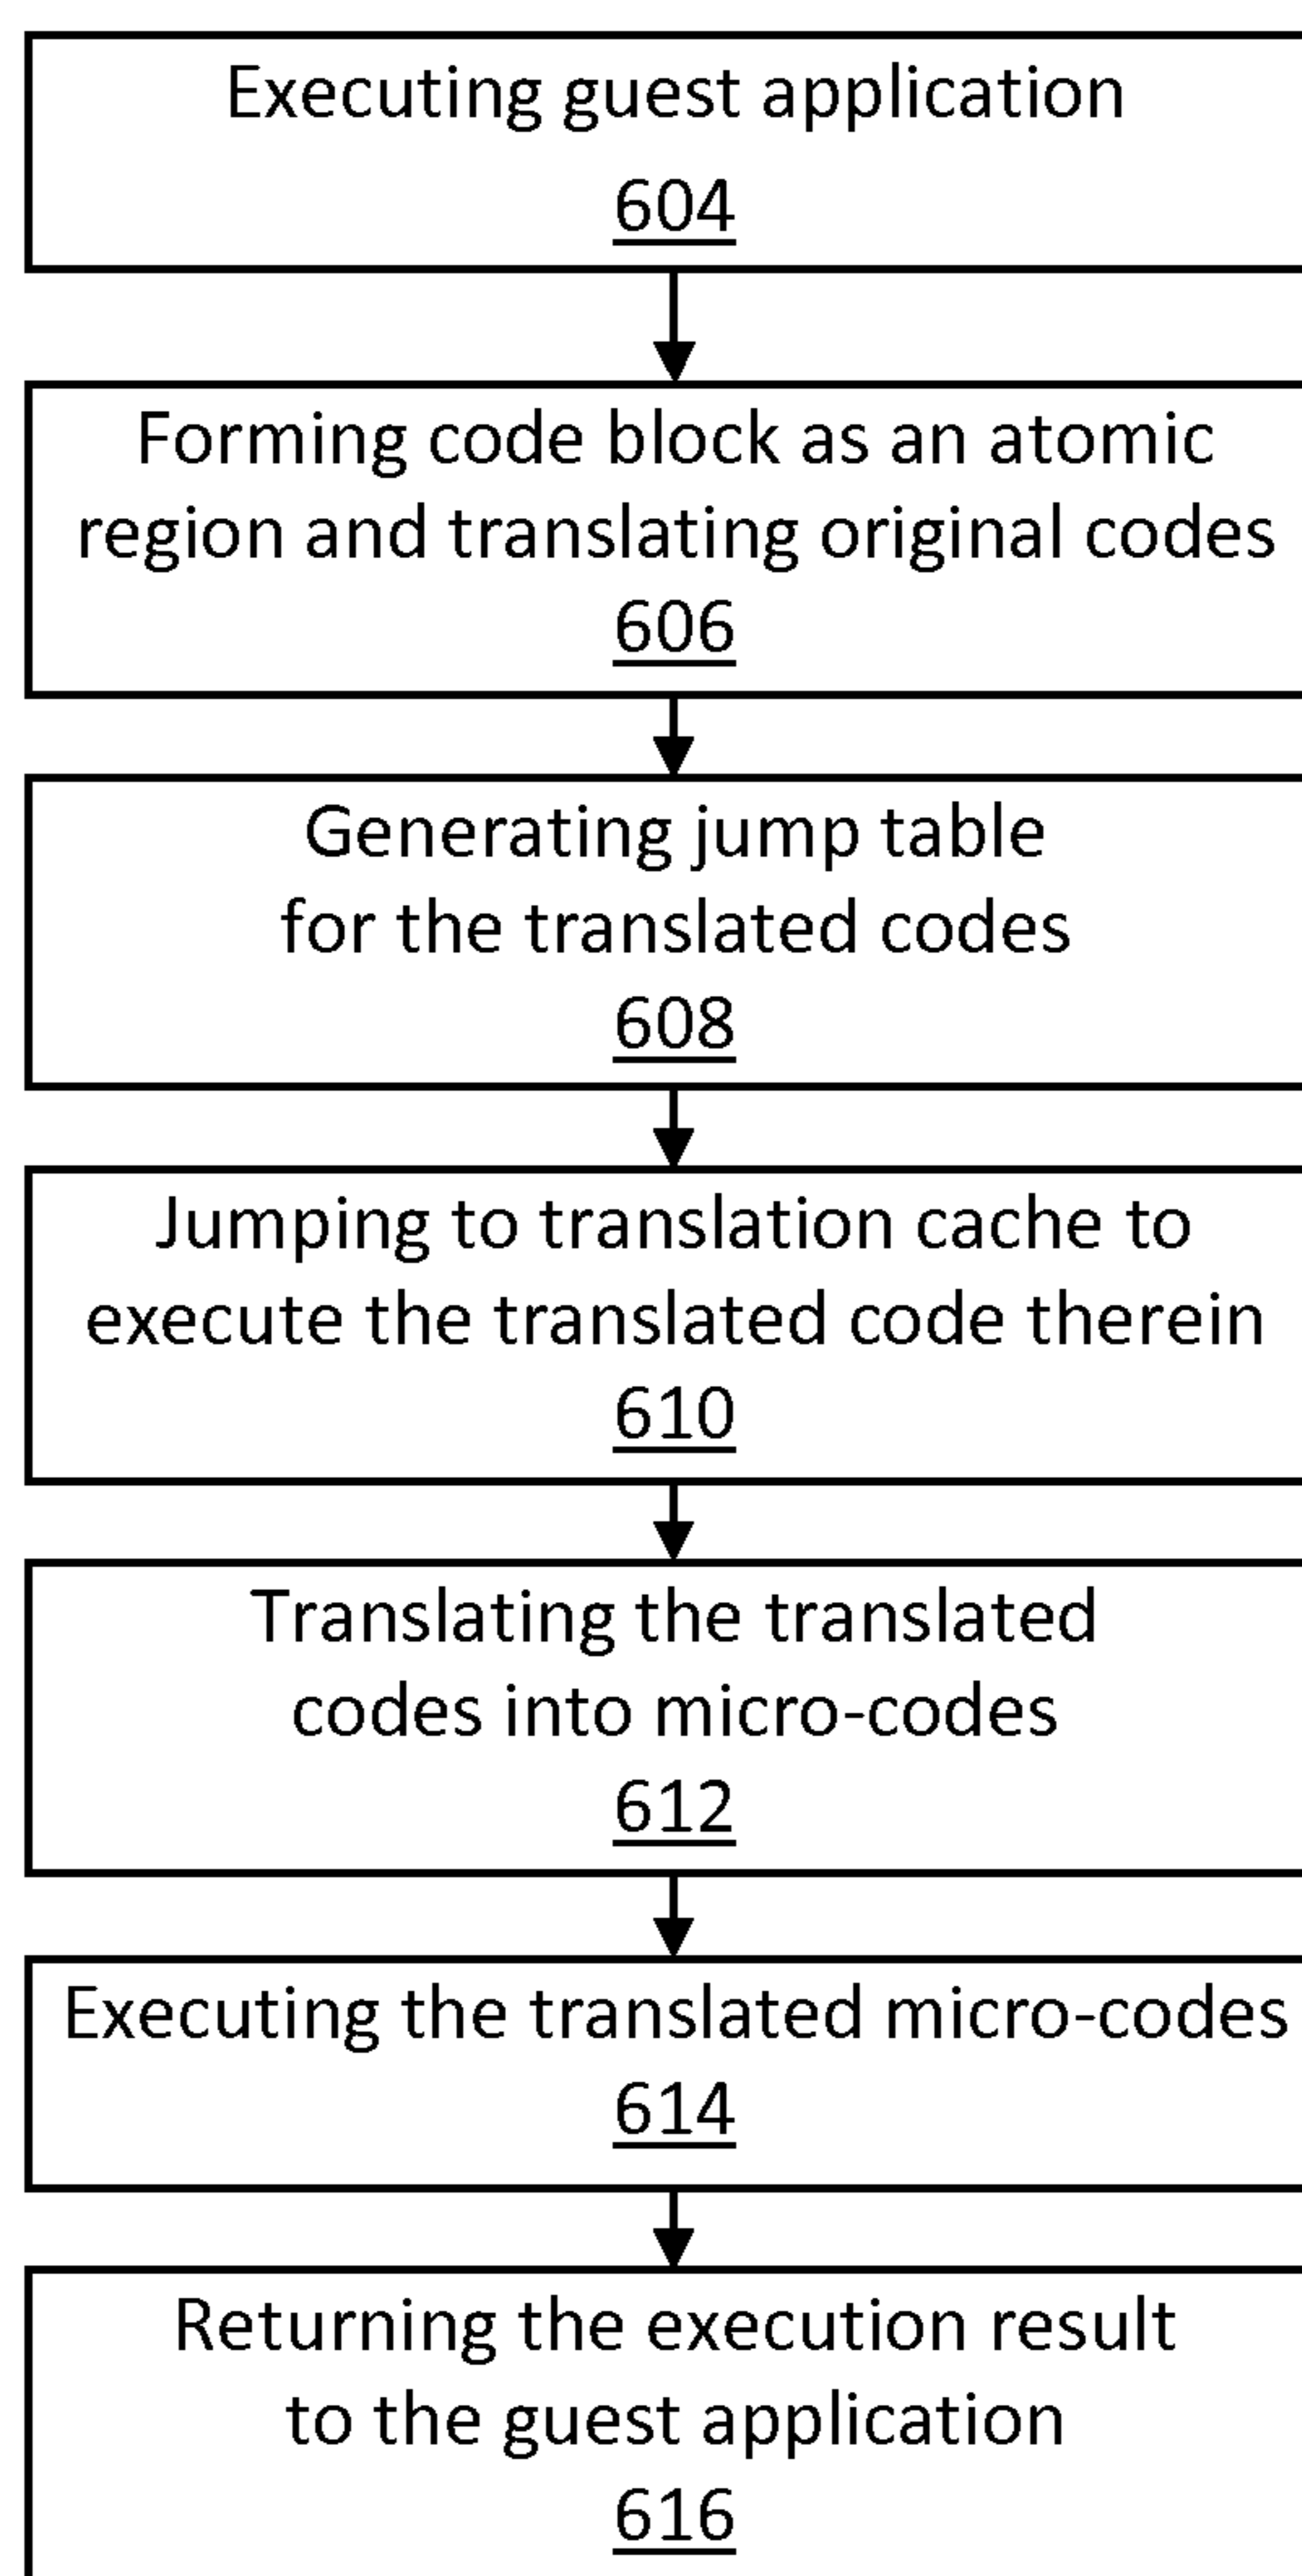 Executing guest application
604
Forming code block as an atomic
region and translating original codes
606
Generating jump table
for the translated codes
608
Jumping to translation cache to
execute the translated code therein
610
Translating the translated
codes into micro-codes
612
Executing the translated micro-codes
614
Returning the execution result
to the guest application
616